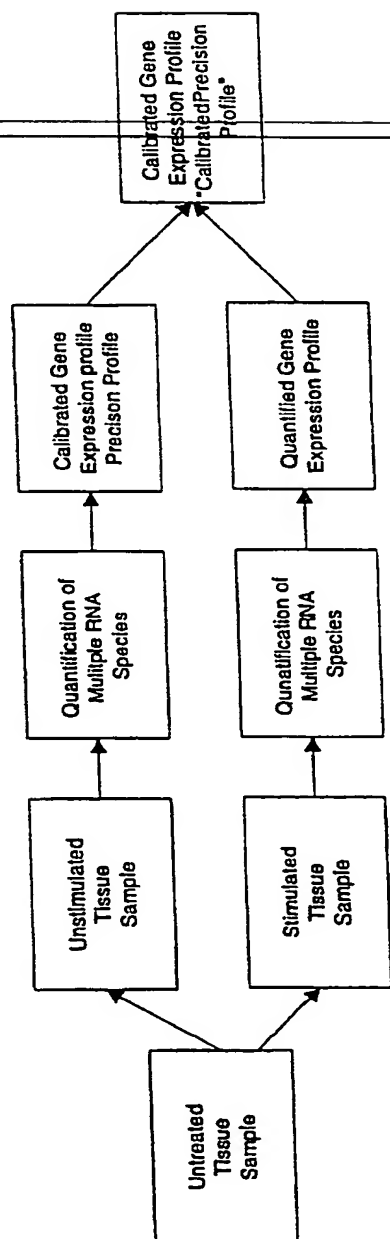 Untreated
Tissue
Sample
Unstimulated
Tissue
Sample
Quantification of
Mulitple RNA
Species
Calibrated Gene
Expression profile
Precison Profile
Stimulated
Tissue
Sample
Qunatification of
Multiple RNA
Species
Quantified Gene
Expression Profile
Calibrated Gene
Expression Profile
"CalibratedPrecision
Profile"